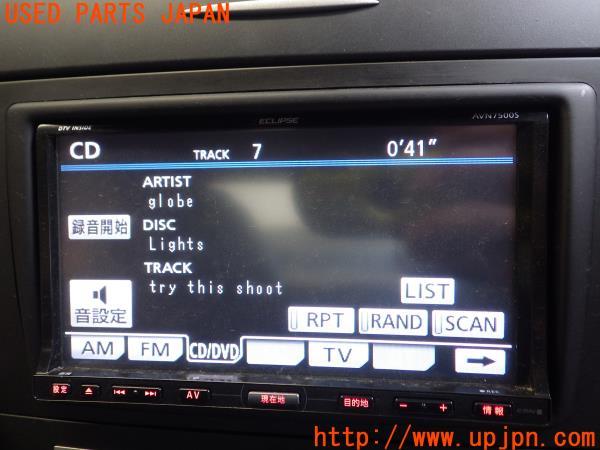 USED PARTS JAPAN
ECLIPSE
AVN7500S
DTV INSIDE
CD TRACK 7 0'41"
ARTIST
globe
録音開始
DISC
Lights
TRACK
try this shoot
音設定
LIST
RPT RAND SCAN
AM FM CD/DVD TV
設定 AV 現在地 目的地 - + 情報
http://www.upjpn.com